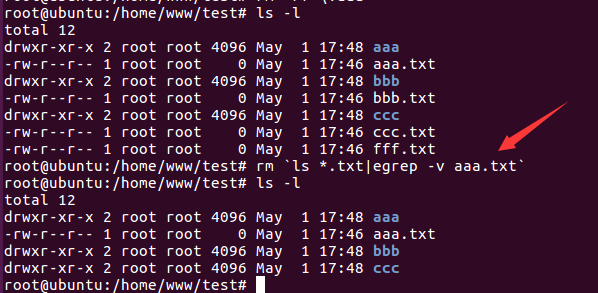 root@ubuntu:/home/www/test# ls -l
total 12
drwxr-xr-x 2 root root 4096 May  1 17:48 aaa
-rw-r--r-- 1 root root    0 May  1 17:46 aaa.txt
drwxr-xr-x 2 root root 4096 May  1 17:48 bbb
-rw-r--r-- 1 root root    0 May  1 17:46 bbb.txt
drwxr-xr-x 2 root root 4096 May  1 17:48 ccc
-rw-r--r-- 1 root root    0 May  1 17:46 ccc.txt
-rw-r--r-- 1 root root    0 May  1 17:46 fff.txt
root@ubuntu:/home/www/test# rm `ls *.txt|egrep -v aaa.txt`
root@ubuntu:/home/www/test# ls -l
total 12
drwxr-xr-x 2 root root 4096 May  1 17:48 aaa
-rw-r--r-- 1 root root    0 May  1 17:46 aaa.txt
drwxr-xr-x 2 root root 4096 May  1 17:48 bbb
drwxr-xr-x 2 root root 4096 May  1 17:48 ccc
root@ubuntu:/home/www/test#